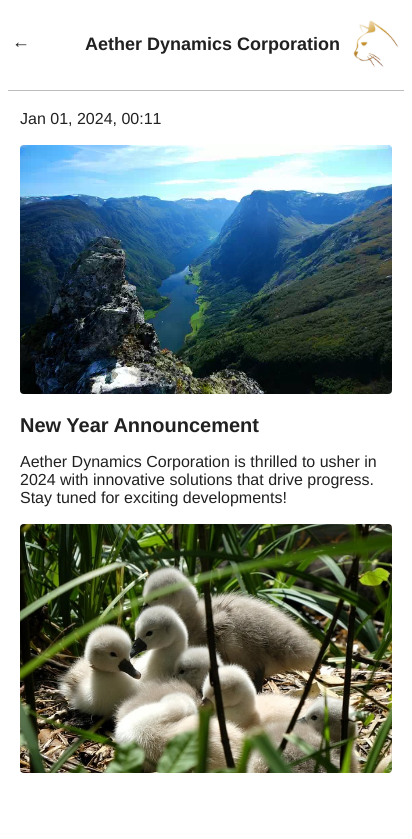 ← Aether Dynamics Corporation
Jan 01, 2024, 00:11
New Year Announcement
Aether Dynamics Corporation is thrilled to usher in
2024 with innovative solutions that drive progress.
Stay tuned for exciting developments!